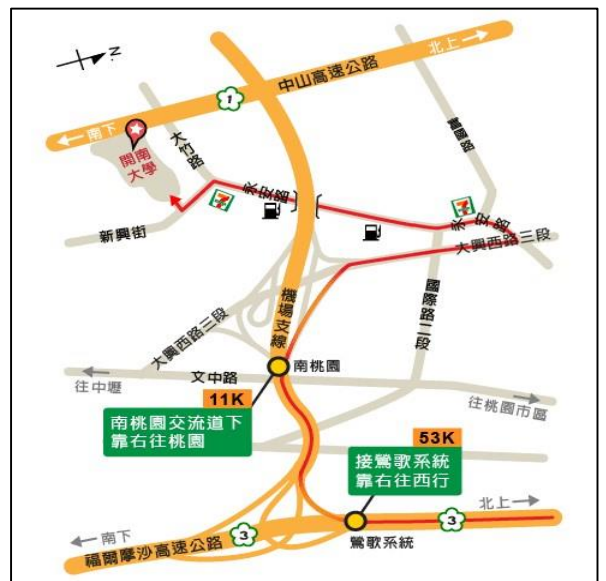 N
北上
中山高速公路
1
南下
開南
大學
大竹路
富國路
永安路
7
7
永安路
新興街
大興西路三段
大興西路三段
機場支線
國際路二段
南桃園
文中路
往中壢
往桃園市區
11K
南桃園交流道下
靠右往桃園
53K
接鶯歌系統
靠右往西行
北上
3
南下
3
福爾摩沙高速公路
鶯歌系統